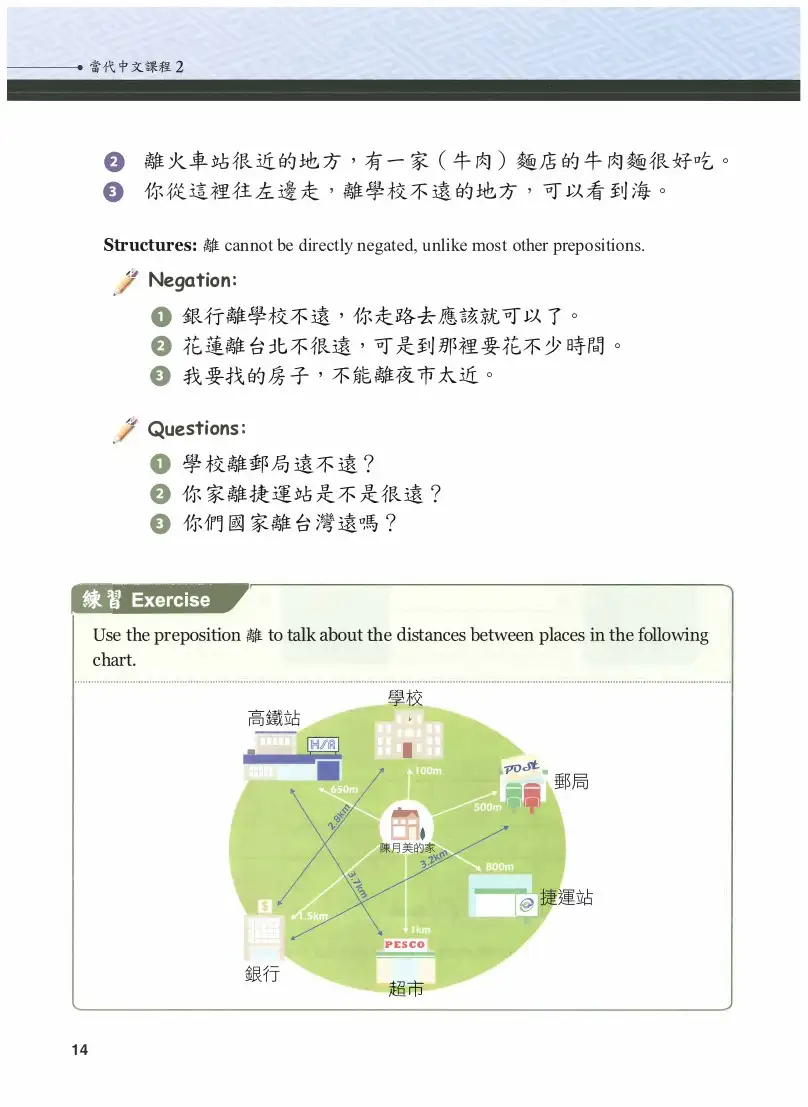 當代中文課程 2
2 離火車站很近的地方，有一家（牛肉）麵店的牛肉麵很好吃。
3 你從這裡往左邊走，離學校不遠的地方，可以看到海。
Structures: 離 cannot be directly negated, unlike most other prepositions.
Negation:
1 銀行離學校不遠，你走路去應該就可以了。
2 花蓮離台北不很遠，可是到那裡要花不少時間。
3 我要找的房子，不能離夜市太近。
Questions:
1 學校離郵局遠不遠？
2 你家離捷運站是不是很遠？
3 你們國家離台灣遠嗎？
練習 Exercise
Use the preposition 離 to talk about the distances between places in the following
chart.
學校
高鐵站
HSR
100m
POSt
郵局
650m
500m
2.8km
陳月美的家
3.2km
800m
3.7km
捷運站
$
1.5km
1km
PESCO
銀行
超市
14